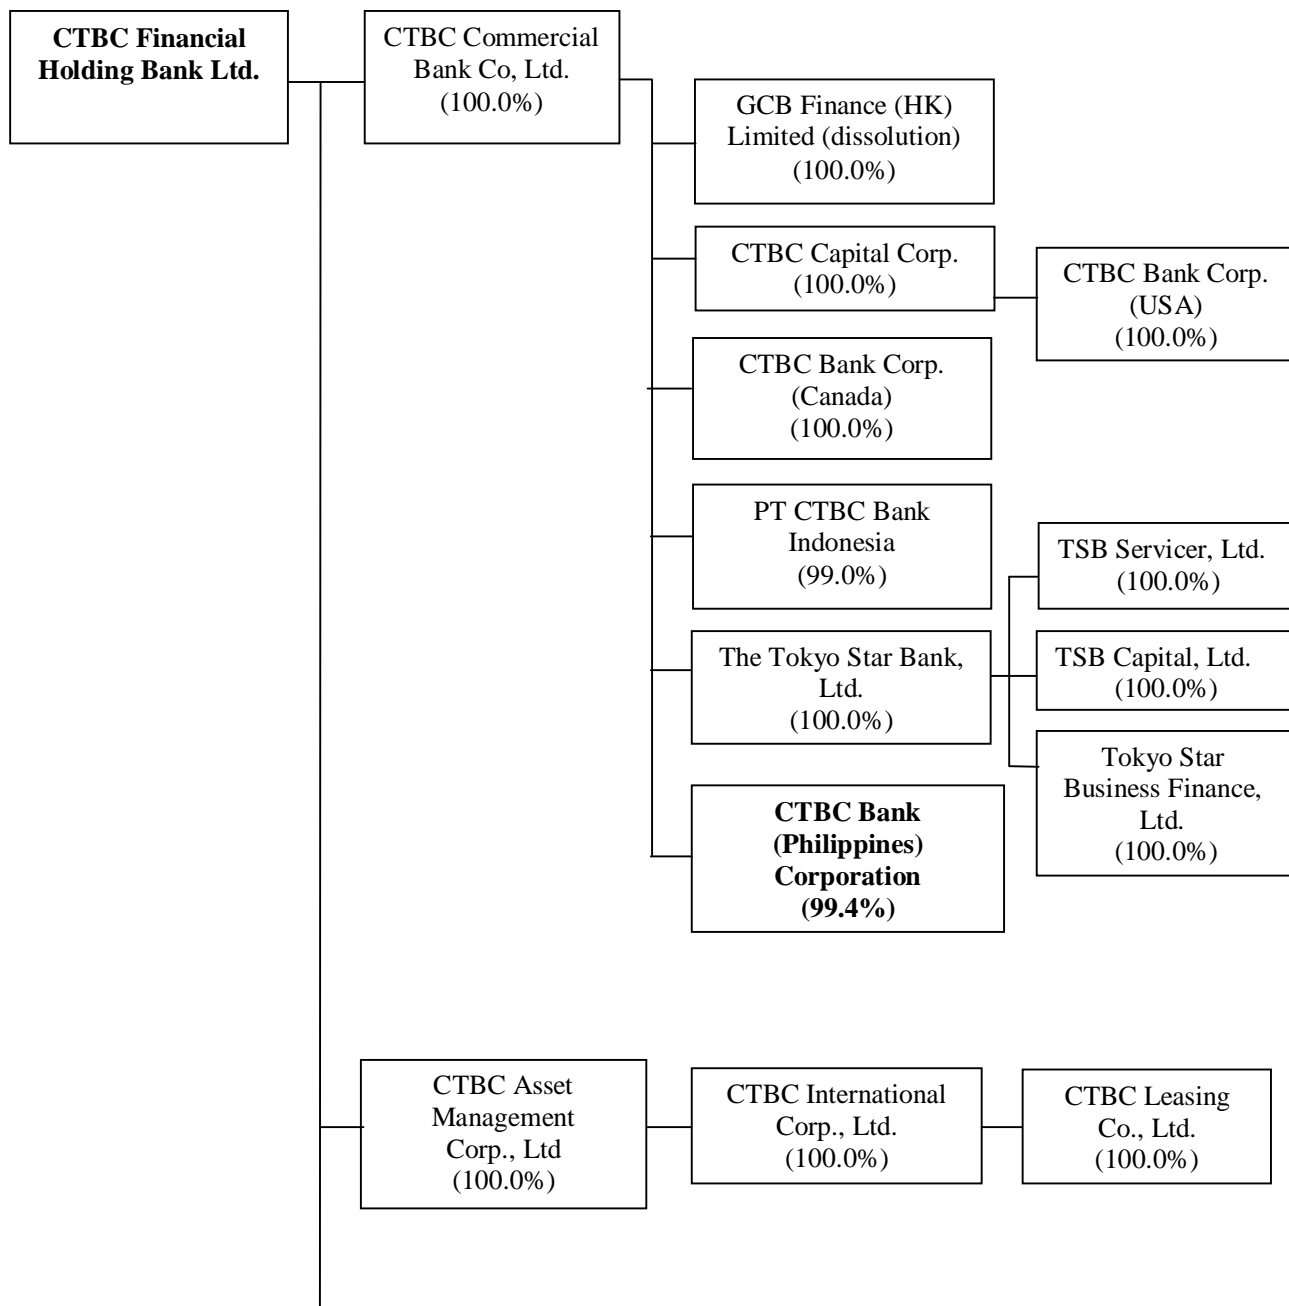 CTBC Financial
Holding Bank Ltd.
CTBC Commercial
Bank Co, Ltd.
(100.0%)
GCB Finance (HK)
Limited (dissolution)
(100.0%)
CTBC Capital Corp.
(100.0%)
CTBC Bank Corp.
(USA)
(100.0%)
CTBC Bank Corp.
(Canada)
(100.0%)
PT CTBC Bank
Indonesia
(99.0%)
The Tokyo Star Bank,
Ltd.
(100.0%)
TSB Servicer, Ltd.
(100.0%)
TSB Capital, Ltd.
(100.0%)
Tokyo Star
Business Finance,
Ltd.
(100.0%)
CTBC Bank
(Philippines)
Corporation
(99.4%)
CTBC Asset
Management
Corp., Ltd
(100.0%)
CTBC International
Corp., Ltd.
(100.0%)
CTBC Leasing
Co., Ltd.
(100.0%)